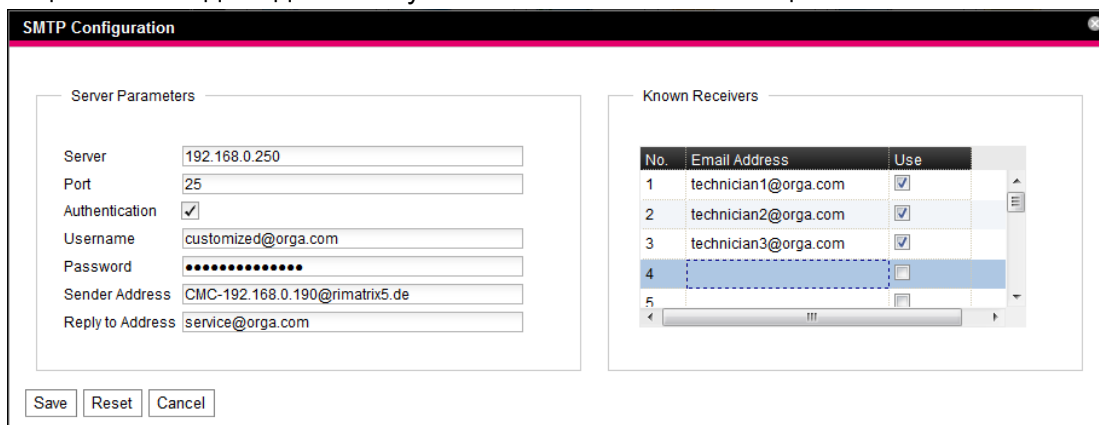 SMTP Configuration
Server Parameters
Server 192.168.0.250
Port 25
Authentication
Username customized@orga.com
Password ••••••••••••••
Sender Address CMC-192.168.0.190@rimatrix5.de
Reply to Address service@orga.com
Known Receivers
No. Email Address Use
1 technician1@orga.com
2 technician2@orga.com
3 technician3@orga.com
4
5
Save Reset Cancel